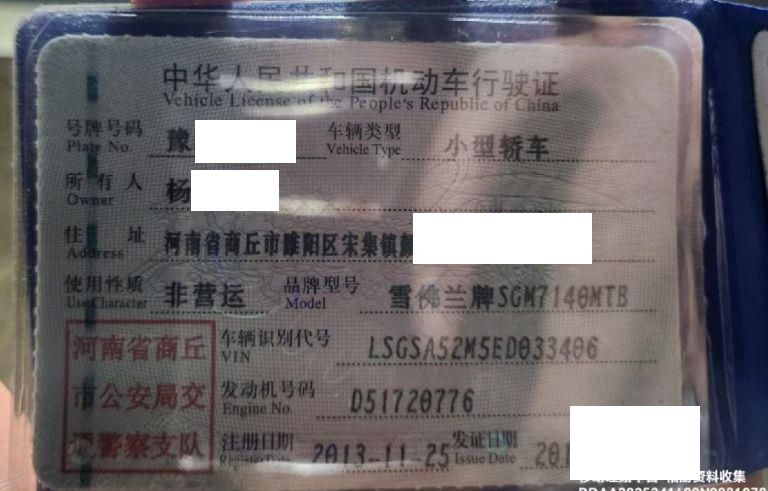 中华人民共和国机动车行驶证
Vehicle License of the People's Republic of China
号牌号码 豫 车辆类型 小型轿车
Plate No. Vehicle Type
所有人 杨
Owner
住址 河南省商丘市睢阳区宋集镇颜
Address
使用性质 非营运 品牌型号 雪佛兰牌SGM7140MTB
Use Character Model
河南省商丘 车辆识别代号 LSGSA52M5ED033406
VIN
市公安局交 发动机号码 D51720776
Engine No.
警察支队 注册日期 2013-11-25 发证日期 201
Register Date Issue Date
资料收集